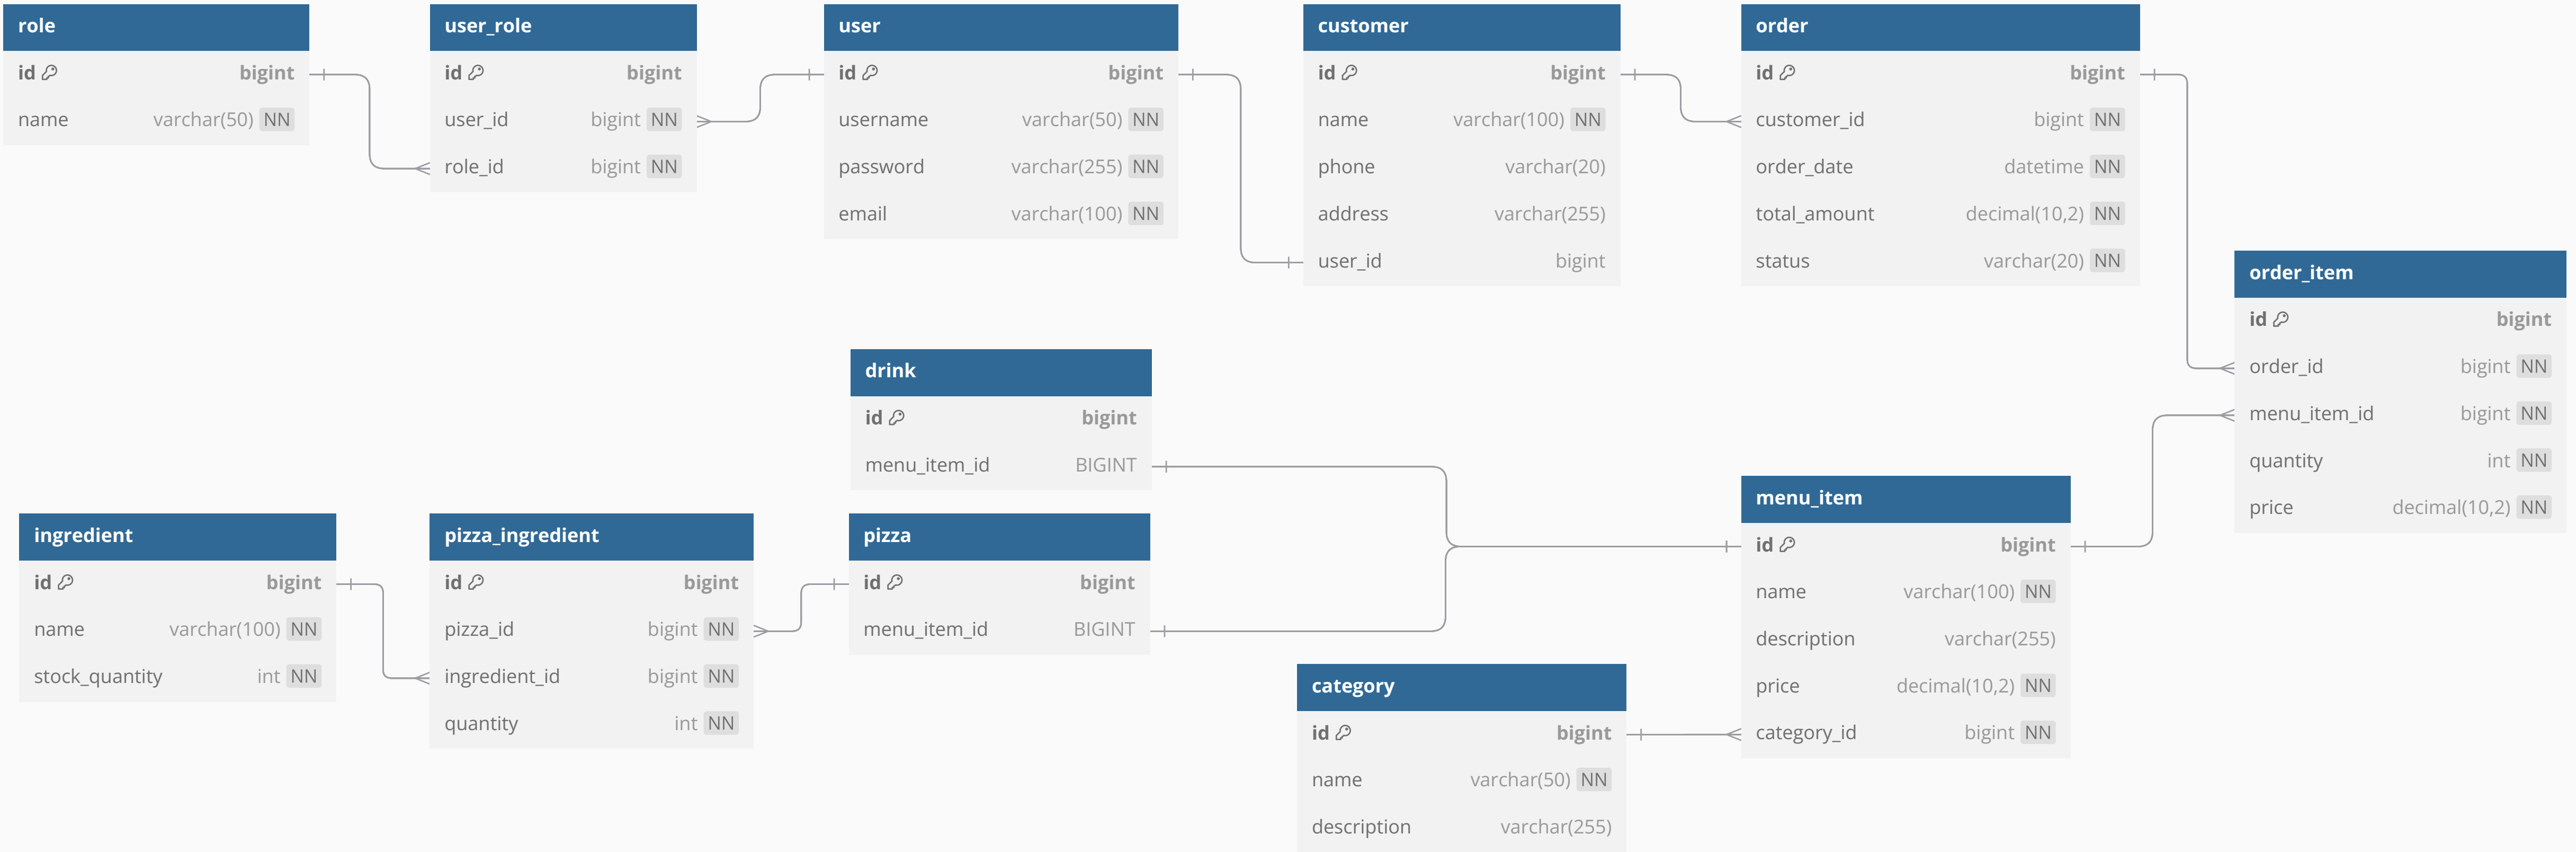 role
id bigint
name varchar(50) NN
user_role
id bigint
user_id bigint NN
role_id bigint NN
user
id bigint
username varchar(50) NN
password varchar(255) NN
email varchar(100) NN
customer
id bigint
name varchar(100) NN
phone varchar(20)
address varchar(255)
user_id bigint
order
id bigint
customer_id bigint NN
order_date datetime NN
total_amount decimal(10,2) NN
status varchar(20) NN
order_item
id bigint
order_id bigint NN
menu_item_id bigint NN
quantity int NN
price decimal(10,2) NN
drink
id bigint
menu_item_id BIGINT
ingredient
id bigint
name varchar(100) NN
stock_quantity int NN
pizza_ingredient
id bigint
pizza_id bigint NN
ingredient_id bigint NN
quantity int NN
pizza
id bigint
menu_item_id BIGINT
menu_item
id bigint
name varchar(100) NN
description varchar(255)
price decimal(10,2) NN
category_id bigint NN
category
id bigint
name varchar(50) NN
description varchar(255)